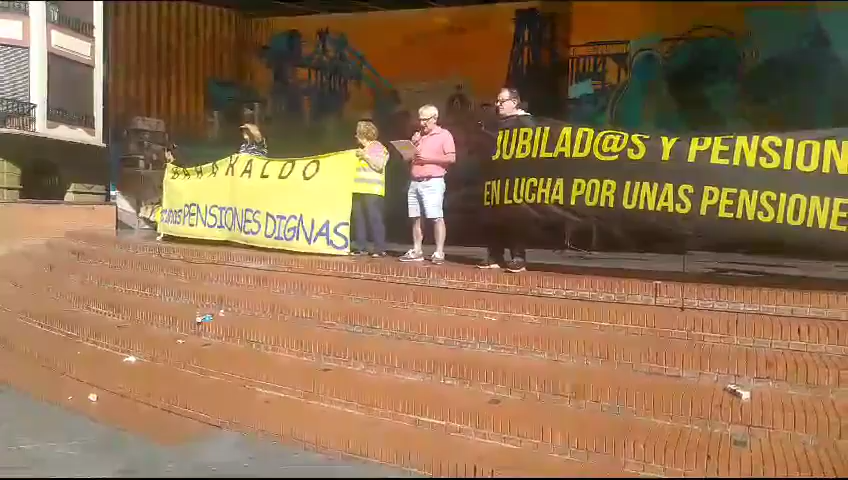 BARAKALDO
PENSIONES DIGNAS
JUBILAD@S Y PENSION
EN LUCHA POR UNAS PENSIONE